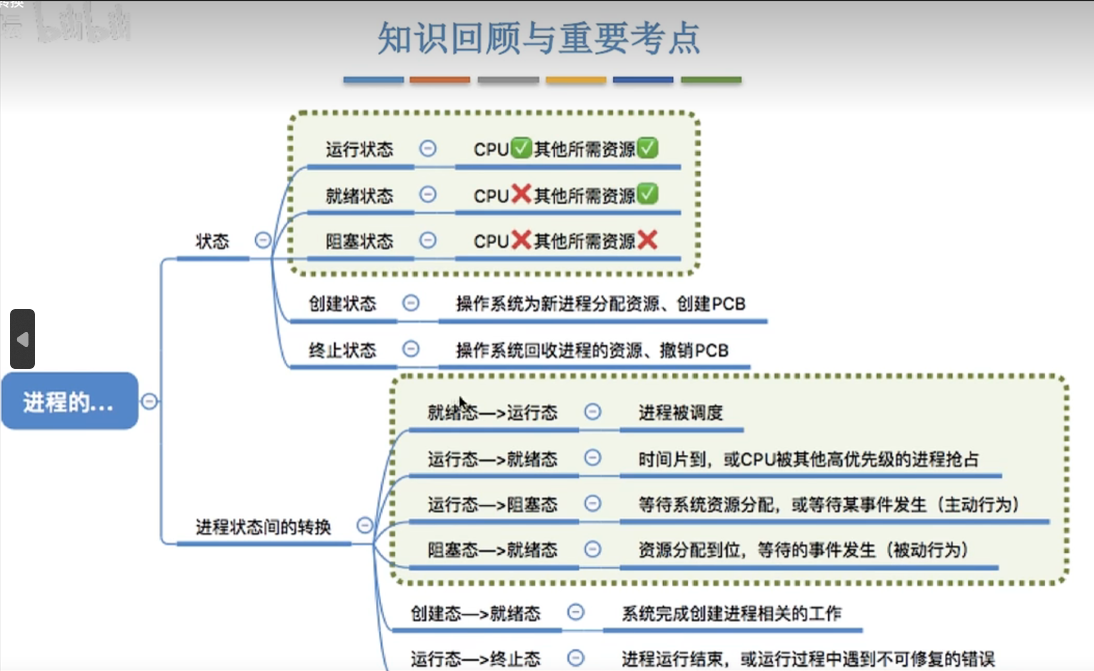 转换
知识回顾与重要考点
运行状态 CPU✅其他所需资源✅
就绪状态 CPU❌其他所需资源✅
状态
阻塞状态 CPU❌其他所需资源❌
创建状态 操作系统为新进程分配资源、创建PCB
终止状态 操作系统回收进程的资源、撤销PCB
进程的...
就绪态—>运行态 进程被调度
运行态—>就绪态 时间片到，或CPU被其他高优先级的进程抢占
运行态—>阻塞态 等待系统资源分配，或等待某事件发生（主动行为）
进程状态间的转换
阻塞态—>就绪态 资源分配到位，等待的事件发生（被动行为）
创建态—>就绪态 系统完成创建进程相关的工作
运行态—>终止态 进程运行结束，或运行过程中遇到不可修复的错误